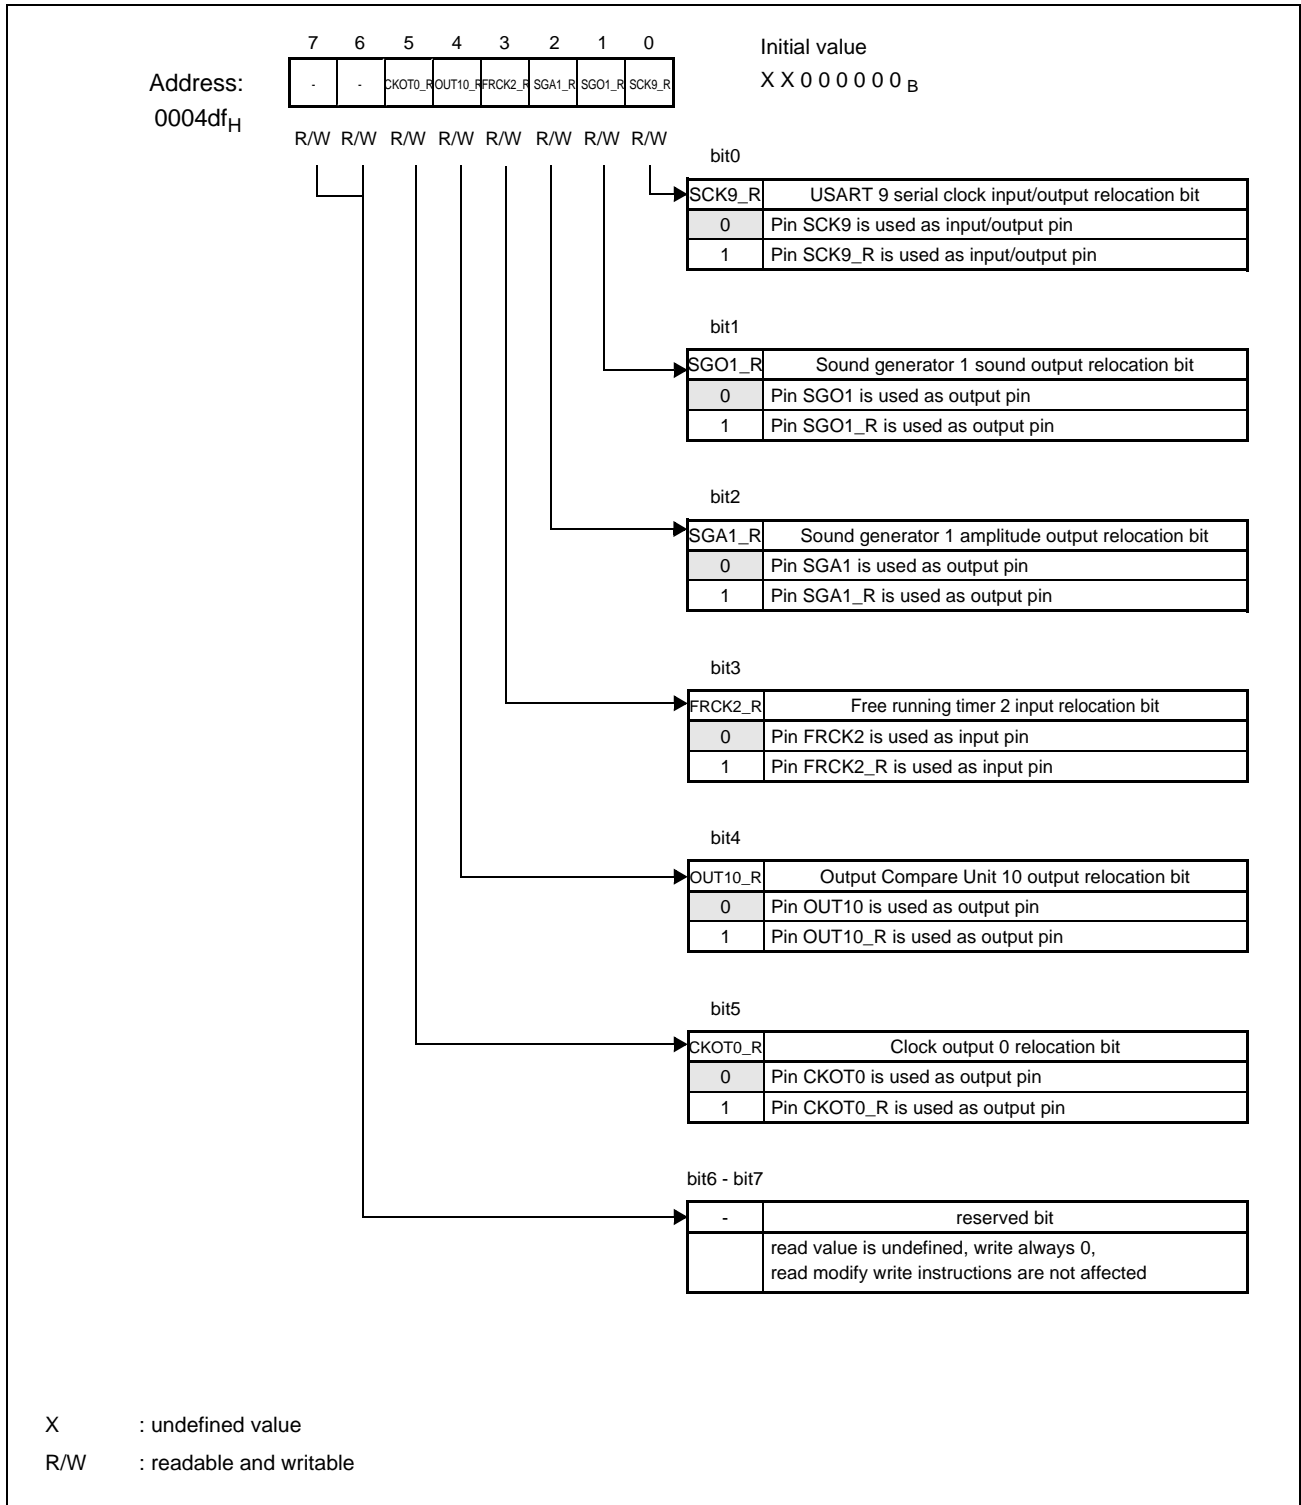 7 6 5 4 3 2 1 0
Initial value
Address:
- - CKOT0_R OUT10_R FRCK2_R SGA1_R SGO1_R SCK9_R
X X 0 0 0 0 0 0 B
0004dfH
R/W R/W R/W R/W R/W R/W R/W R/W
bit0
SCK9_R USART 9 serial clock input/output relocation bit
0 Pin SCK9 is used as input/output pin
1 Pin SCK9_R is used as input/output pin
bit1
SGO1_R Sound generator 1 sound output relocation bit
0 Pin SGO1 is used as output pin
1 Pin SGO1_R is used as output pin
bit2
SGA1_R Sound generator 1 amplitude output relocation bit
0 Pin SGA1 is used as output pin
1 Pin SGA1_R is used as output pin
bit3
FRCK2_R Free running timer 2 input relocation bit
0 Pin FRCK2 is used as input pin
1 Pin FRCK2_R is used as input pin
bit4
OUT10_R Output Compare Unit 10 output relocation bit
0 Pin OUT10 is used as output pin
1 Pin OUT10_R is used as output pin
bit5
CKOT0_R Clock output 0 relocation bit
0 Pin CKOT0 is used as output pin
1 Pin CKOT0_R is used as output pin
bit6 - bit7
- reserved bit
read value is undefined, write always 0,
read modify write instructions are not affected
X : undefined value
R/W : readable and writable